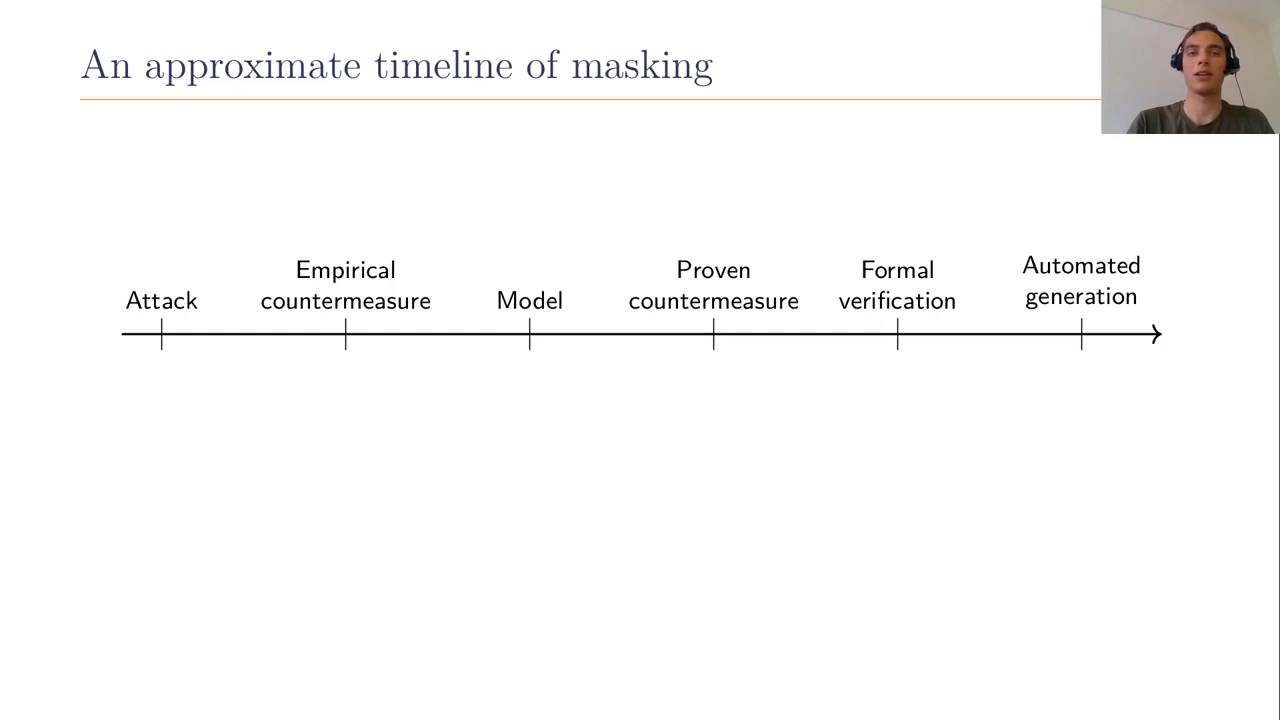 An approximate timeline of masking
Attack
Empirical
countermeasure
Model
Proven
countermeasure
Formal
verification
Automated
generation